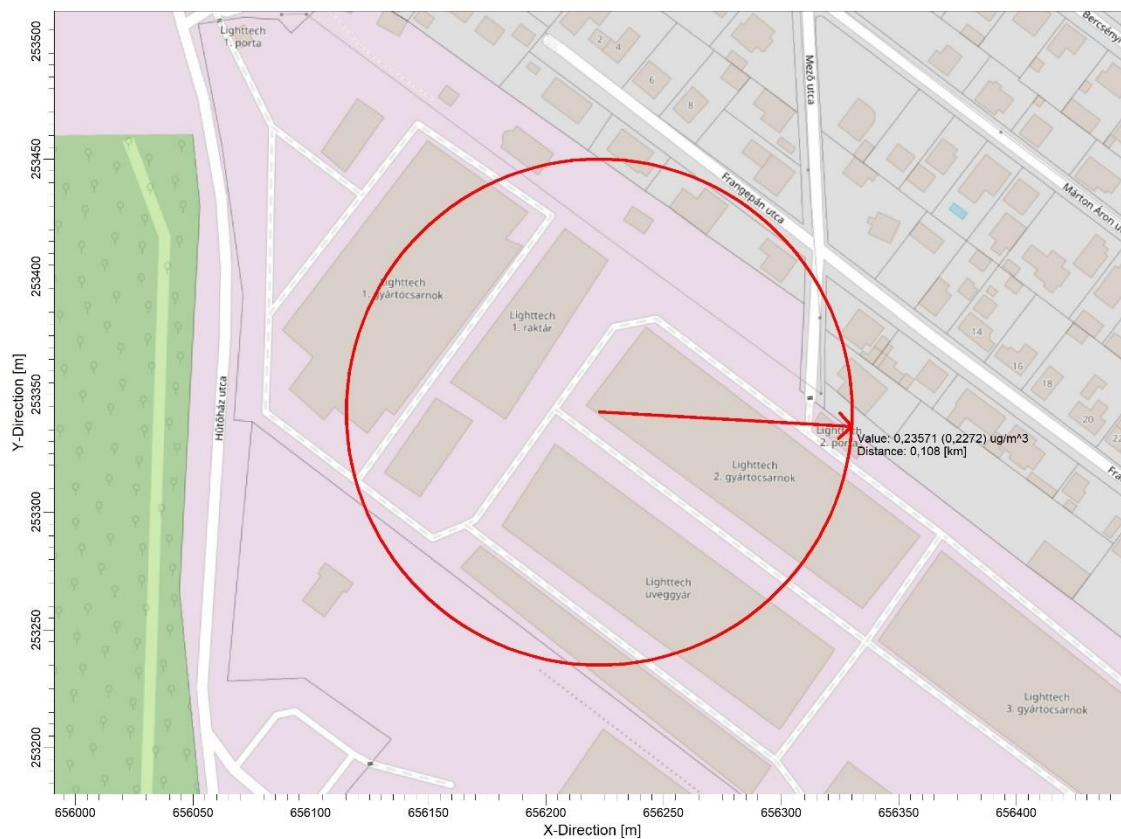 Lighttech
1. porta
Lighttech
1. gyártócsarnok
Lighttech
1. raktár
Lighttech
2. gyártócsarnok
Lighttech
üveggyár
Lighttech
3. gyártócsarnok
Lighttech
2. porta
Hűtőház utca
Mező utca
Frangepán utca
Márton Áron u
Bercsényi
2
4
6
8
14
16
18
20
22
Fra
Value: 0,23571 (0,2272) ug/m^3
Distance: 0,108 [km]
Y-Direction [m]
253500
253450
253400
253350
253300
253250
253200
656000
656050
656100
656150
656200
656250
656300
656350
656400
X-Direction [m]